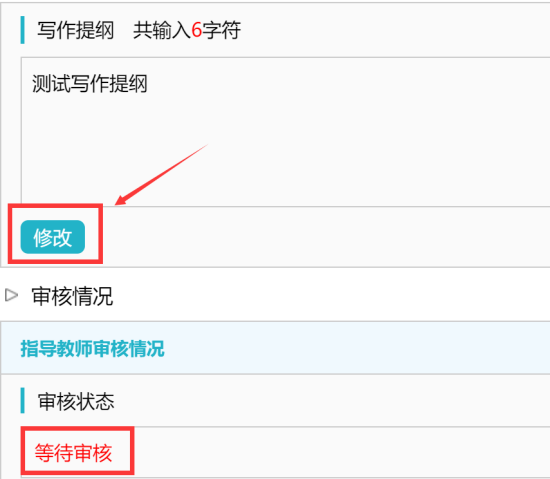 写作提纲 共输入6字符
测试写作提纲
修改
审核情况
指导教师审核情况
审核状态
等待审核